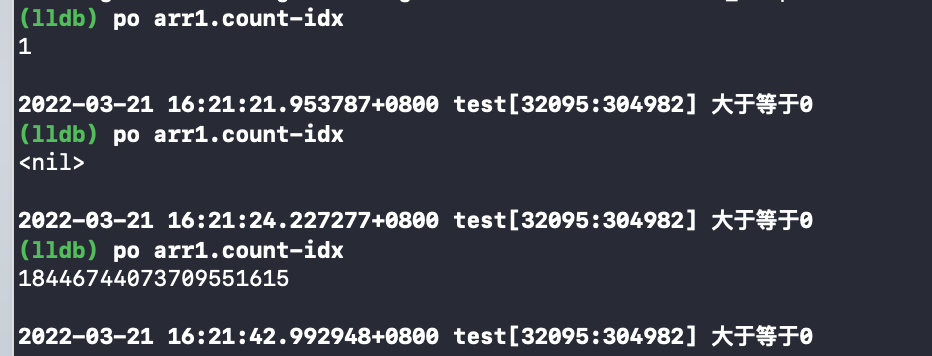 (lldb) po arr1.count-idx
1
2022-03-21 16:21:21.953787+0800 test[32095:304982] 大于等于0
(lldb) po arr1.count-idx
<nil>
2022-03-21 16:21:24.227277+0800 test[32095:304982] 大于等于0
(lldb) po arr1.count-idx
18446744073709551615
2022-03-21 16:21:42.992948+0800 test[32095:304982] 大于等于0